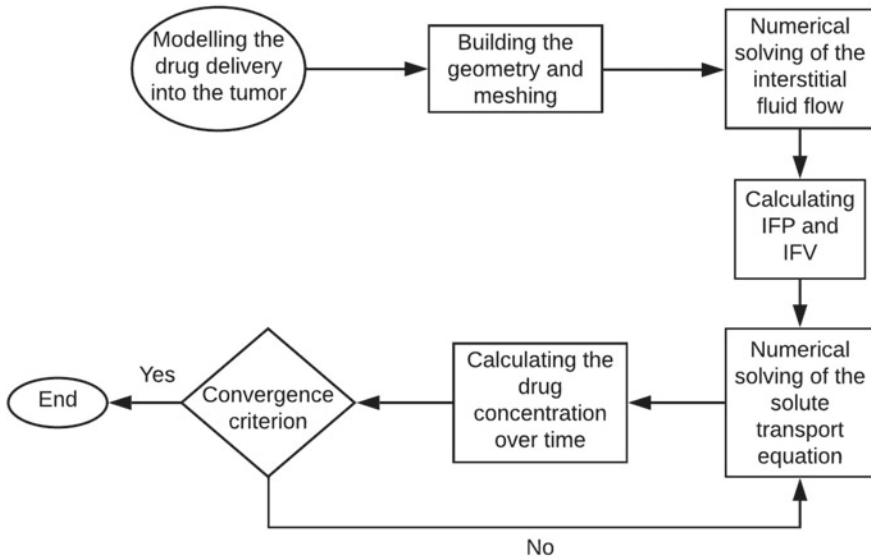 Modelling the
drug delivery
into the tumor
Building the
geometry and
meshing
Numerical
solving of the
interstitial
fluid flow
Calculating
IFP and
IFV
Numerical
solving of the
solute
transport
equation
Calculating the
drug
concentration
over time
Convergence
criterion
Yes
End
No